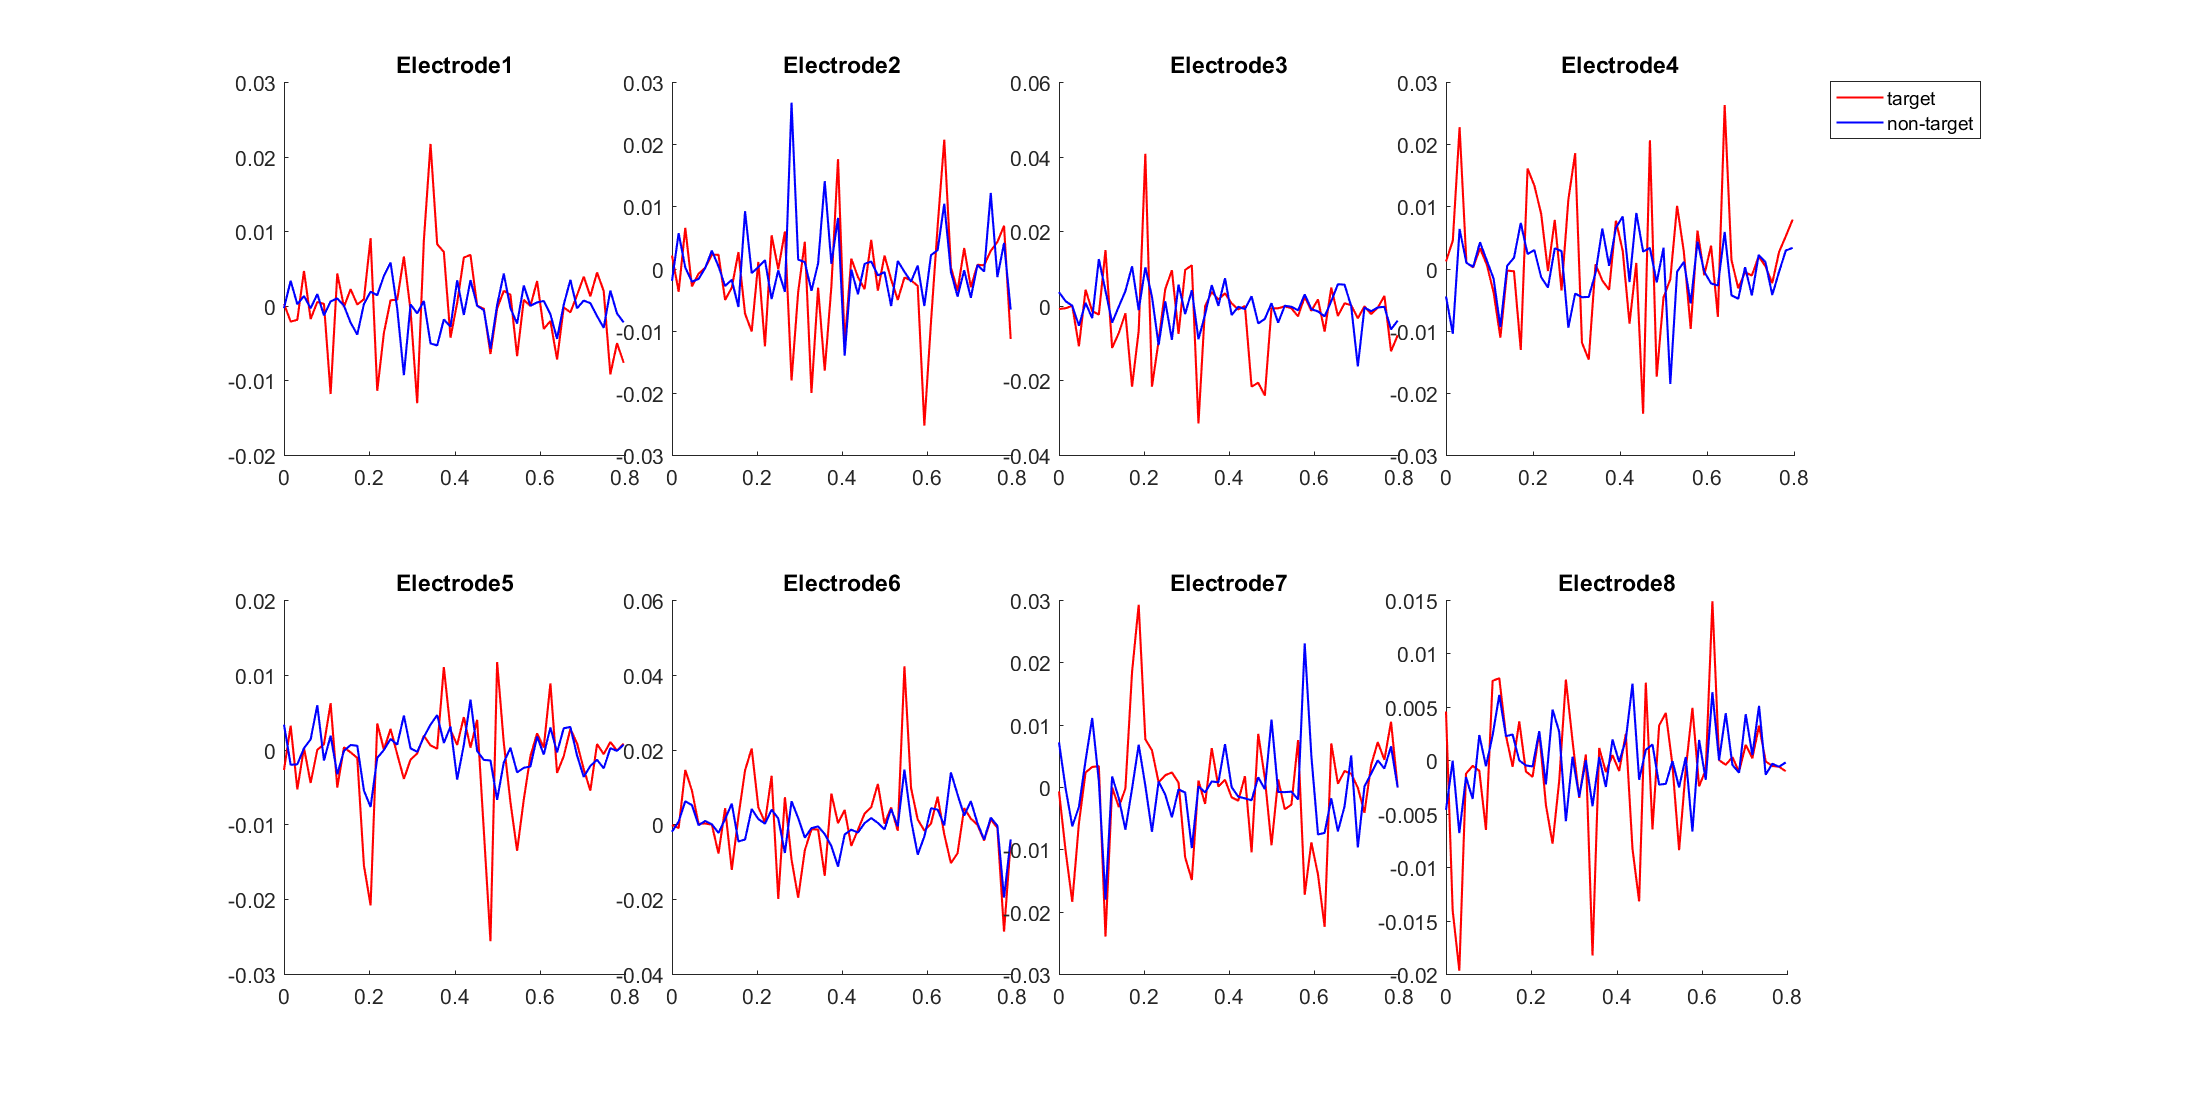 Electrode1 Electrode2 Electrode3 Electrode4
target
non-target
0.03 0.03 0.06 0.03
0.02 0.02 0.04 0.02
0.01 0.01 0.02 0.01
0 0 0 0
-0.01 -0.01 -0.02 -0.01
-0.02 -0.02
-0.02 -0.03 -0.04 -0.03
0 0.2 0.4 0.6 0.8 0 0.2 0.4 0.6 0.8 0 0.2 0.4 0.6 0.8 0 0.2 0.4 0.6 0.8
Electrode5 Electrode6 Electrode7 Electrode8
0.02 0.06 0.03 0.015
0.01 0.04 0.02 0.01
0 0.02 0.01 0.005
-0.01 0 0 0
-0.02 -0.02 -0.01 -0.005
-0.02 -0.01
-0.015
-0.03 -0.04 -0.03 -0.02
0 0.2 0.4 0.6 0.8 0 0.2 0.4 0.6 0.8 0 0.2 0.4 0.6 0.8 0 0.2 0.4 0.6 0.8